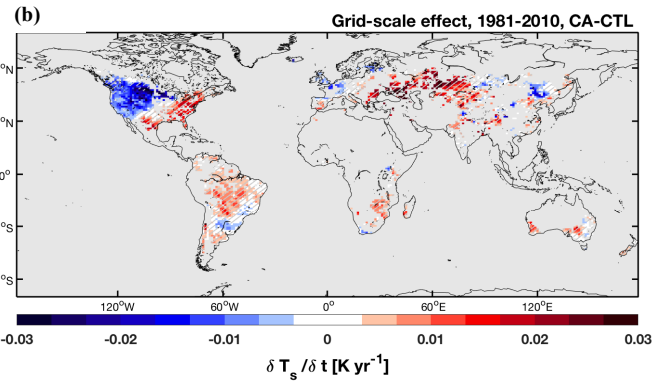 (b)
Grid-scale effect, 1981-2010, CA-CTL
°N
°N
0°
°S
°S
120°W 60°W 0° 60°E 120°E
-0.03 -0.02 -0.01 0 0.01 0.02 0.03
δ Ts /δ t [K yr⁻¹]